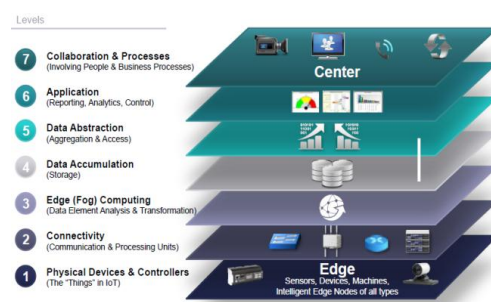 Levels
7 Collaboration & Processes
(Involving People & Business Processes)
6 Application
(Reporting, Analytics, Control)
5 Data Abstraction
(Aggregation & Access)
4 Data Accumulation
(Storage)
3 Edge (Fog) Computing
(Data Element Analysis & Transformation)
2 Connectivity
(Communication & Processing Units)
1 Physical Devices & Controllers
(The "Things" in IoT)
Center
Edge
Sensors, Devices, Machines,
Intelligent Edge Nodes of all types